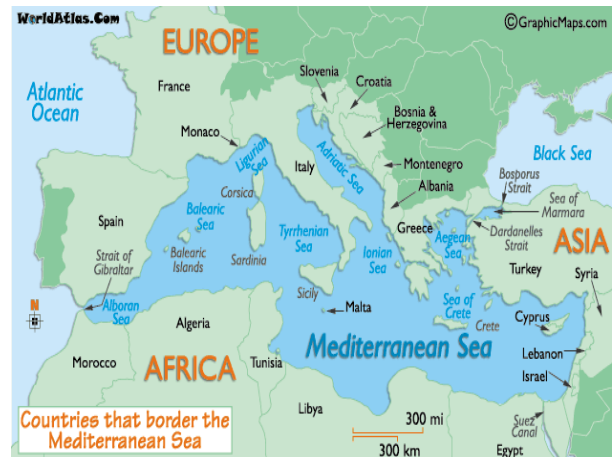 WorldAtlas.Com
©GraphicMaps.com
EUROPE
Slovenia
Croatia
France
Atlantic
Ocean
Bosnia &
Herzegovina
Monaco
Ligurian
Sea
Adriatic Sea
Italy
Black Sea
Montenegro
Bosporus
Strait
Albania
Corsica
Sea of
Marmara
Balearic
Sea
Spain
Tyrrhenian
Sea
Greece
Aegean
Sea
Dardanelles
Strait
ASIA
Ionian
Sea
Balearic
Islands
Sardinia
Strait of
Gibraltar
Turkey
Syria
N
Alboran
Sea
Sicily
Malta
Sea of
Crete
Crete
Cyprus
Algeria
Mediterranean Sea
Lebanon
Morocco
AFRICA
Tunisia
Israel
Libya
Countries that border the
Mediterranean Sea
300 mi
300 km
Suez
Canal
Egypt